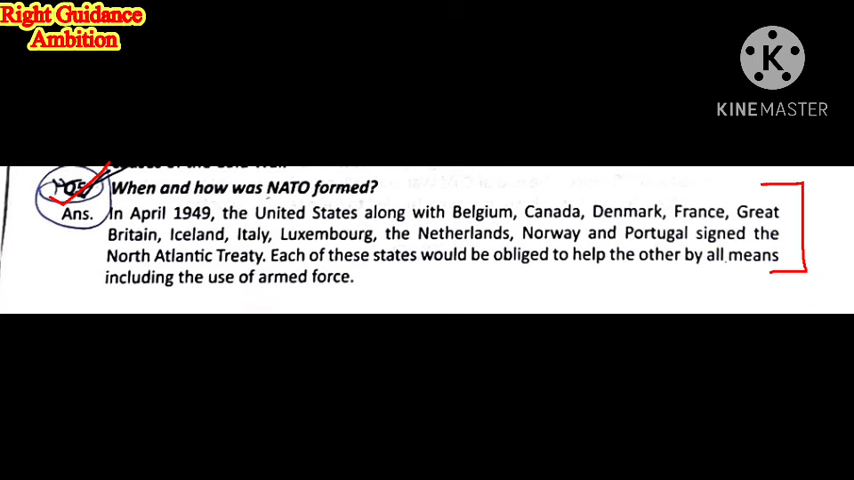 Right Guidance
Ambition
K
KINEMASTER
When and how was NATO formed?
Ans. In April 1949, the United States along with Belgium, Canada, Denmark, France, Great
Britain, Iceland, Italy, Luxembourg, the Netherlands, Norway and Portugal signed the
North Atlantic Treaty. Each of these states would be obliged to help the other by all means
including the use of armed force.